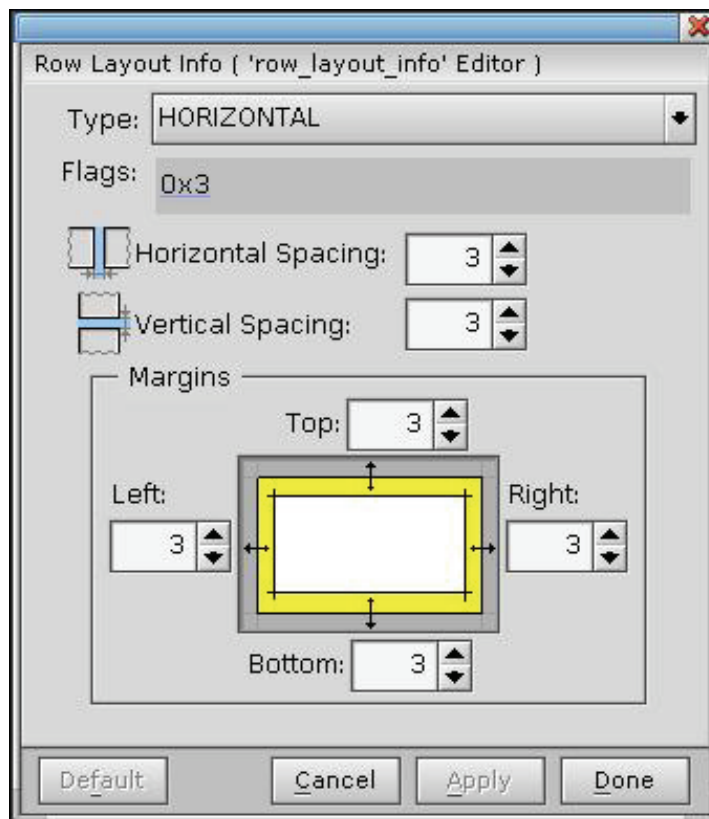 Row Layout Info ( 'row_layout_info' Editor )
Type: HORIZONTAL
Flags: 0x3
Horizontal Spacing: 3
Vertical Spacing: 3
Margins
Top: 3
Left: 3
Right: 3
Bottom: 3
Default Cancel Apply Done